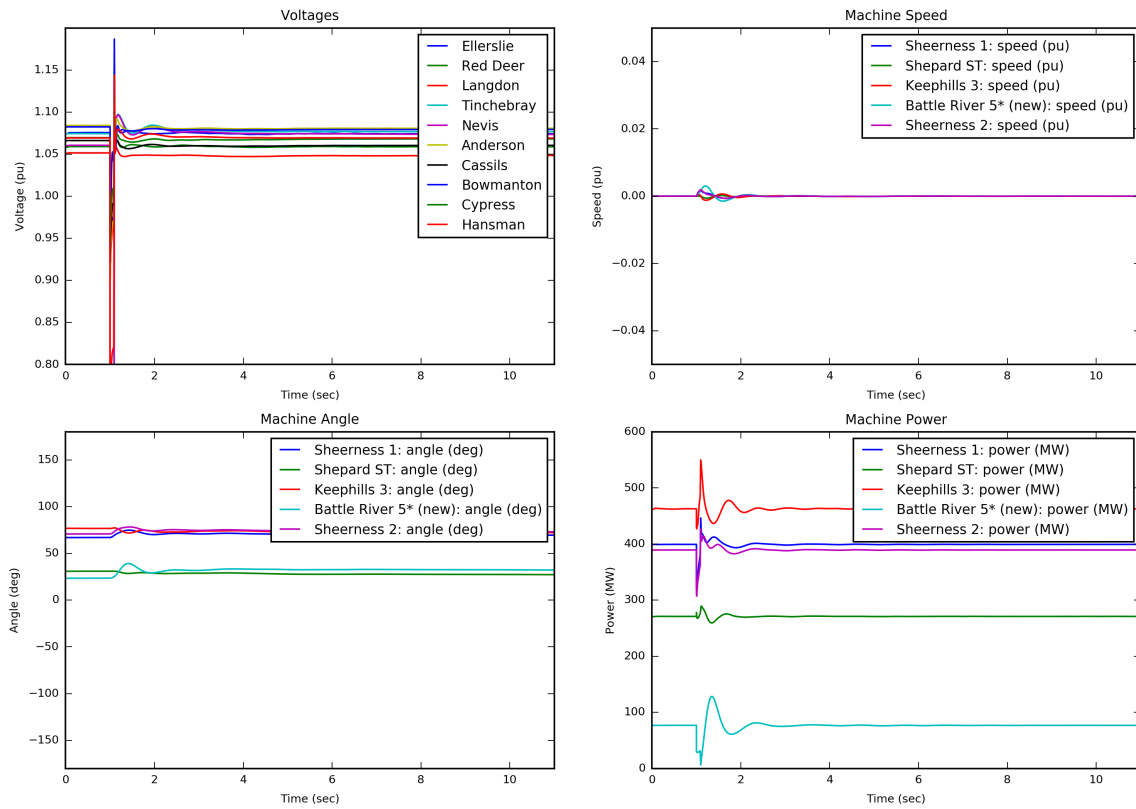 Voltages
1.15
1.10
1.05
1.00
0.95
0.90
0.85
0.80
Voltage (pu)
Ellerslie
Red Deer
Langdon
Tinchebray
Nevis
Anderson
Cassils
Bowmanton
Cypress
Hansman
0 2 4 6 8 10
Time (sec)
Machine Speed
0.04
0.02
0.00
−0.02
−0.04
Speed (pu)
Sheerness 1: speed (pu)
Shepard ST: speed (pu)
Keephills 3: speed (pu)
Battle River 5* (new): speed (pu)
Sheerness 2: speed (pu)
0 2 4 6 8 10
Time (sec)
Machine Angle
150
100
50
0
−50
−100
−150
Angle (deg)
Sheerness 1: angle (deg)
Shepard ST: angle (deg)
Keephills 3: angle (deg)
Battle River 5* (new): angle (deg)
Sheerness 2: angle (deg)
0 2 4 6 8 10
Time (sec)
Machine Power
600
500
400
300
200
100
0
Power (MW)
Sheerness 1: power (MW)
Shepard ST: power (MW)
Keephills 3: power (MW)
Battle River 5* (new): power (MW)
Sheerness 2: power (MW)
0 2 4 6 8 10
Time (sec)